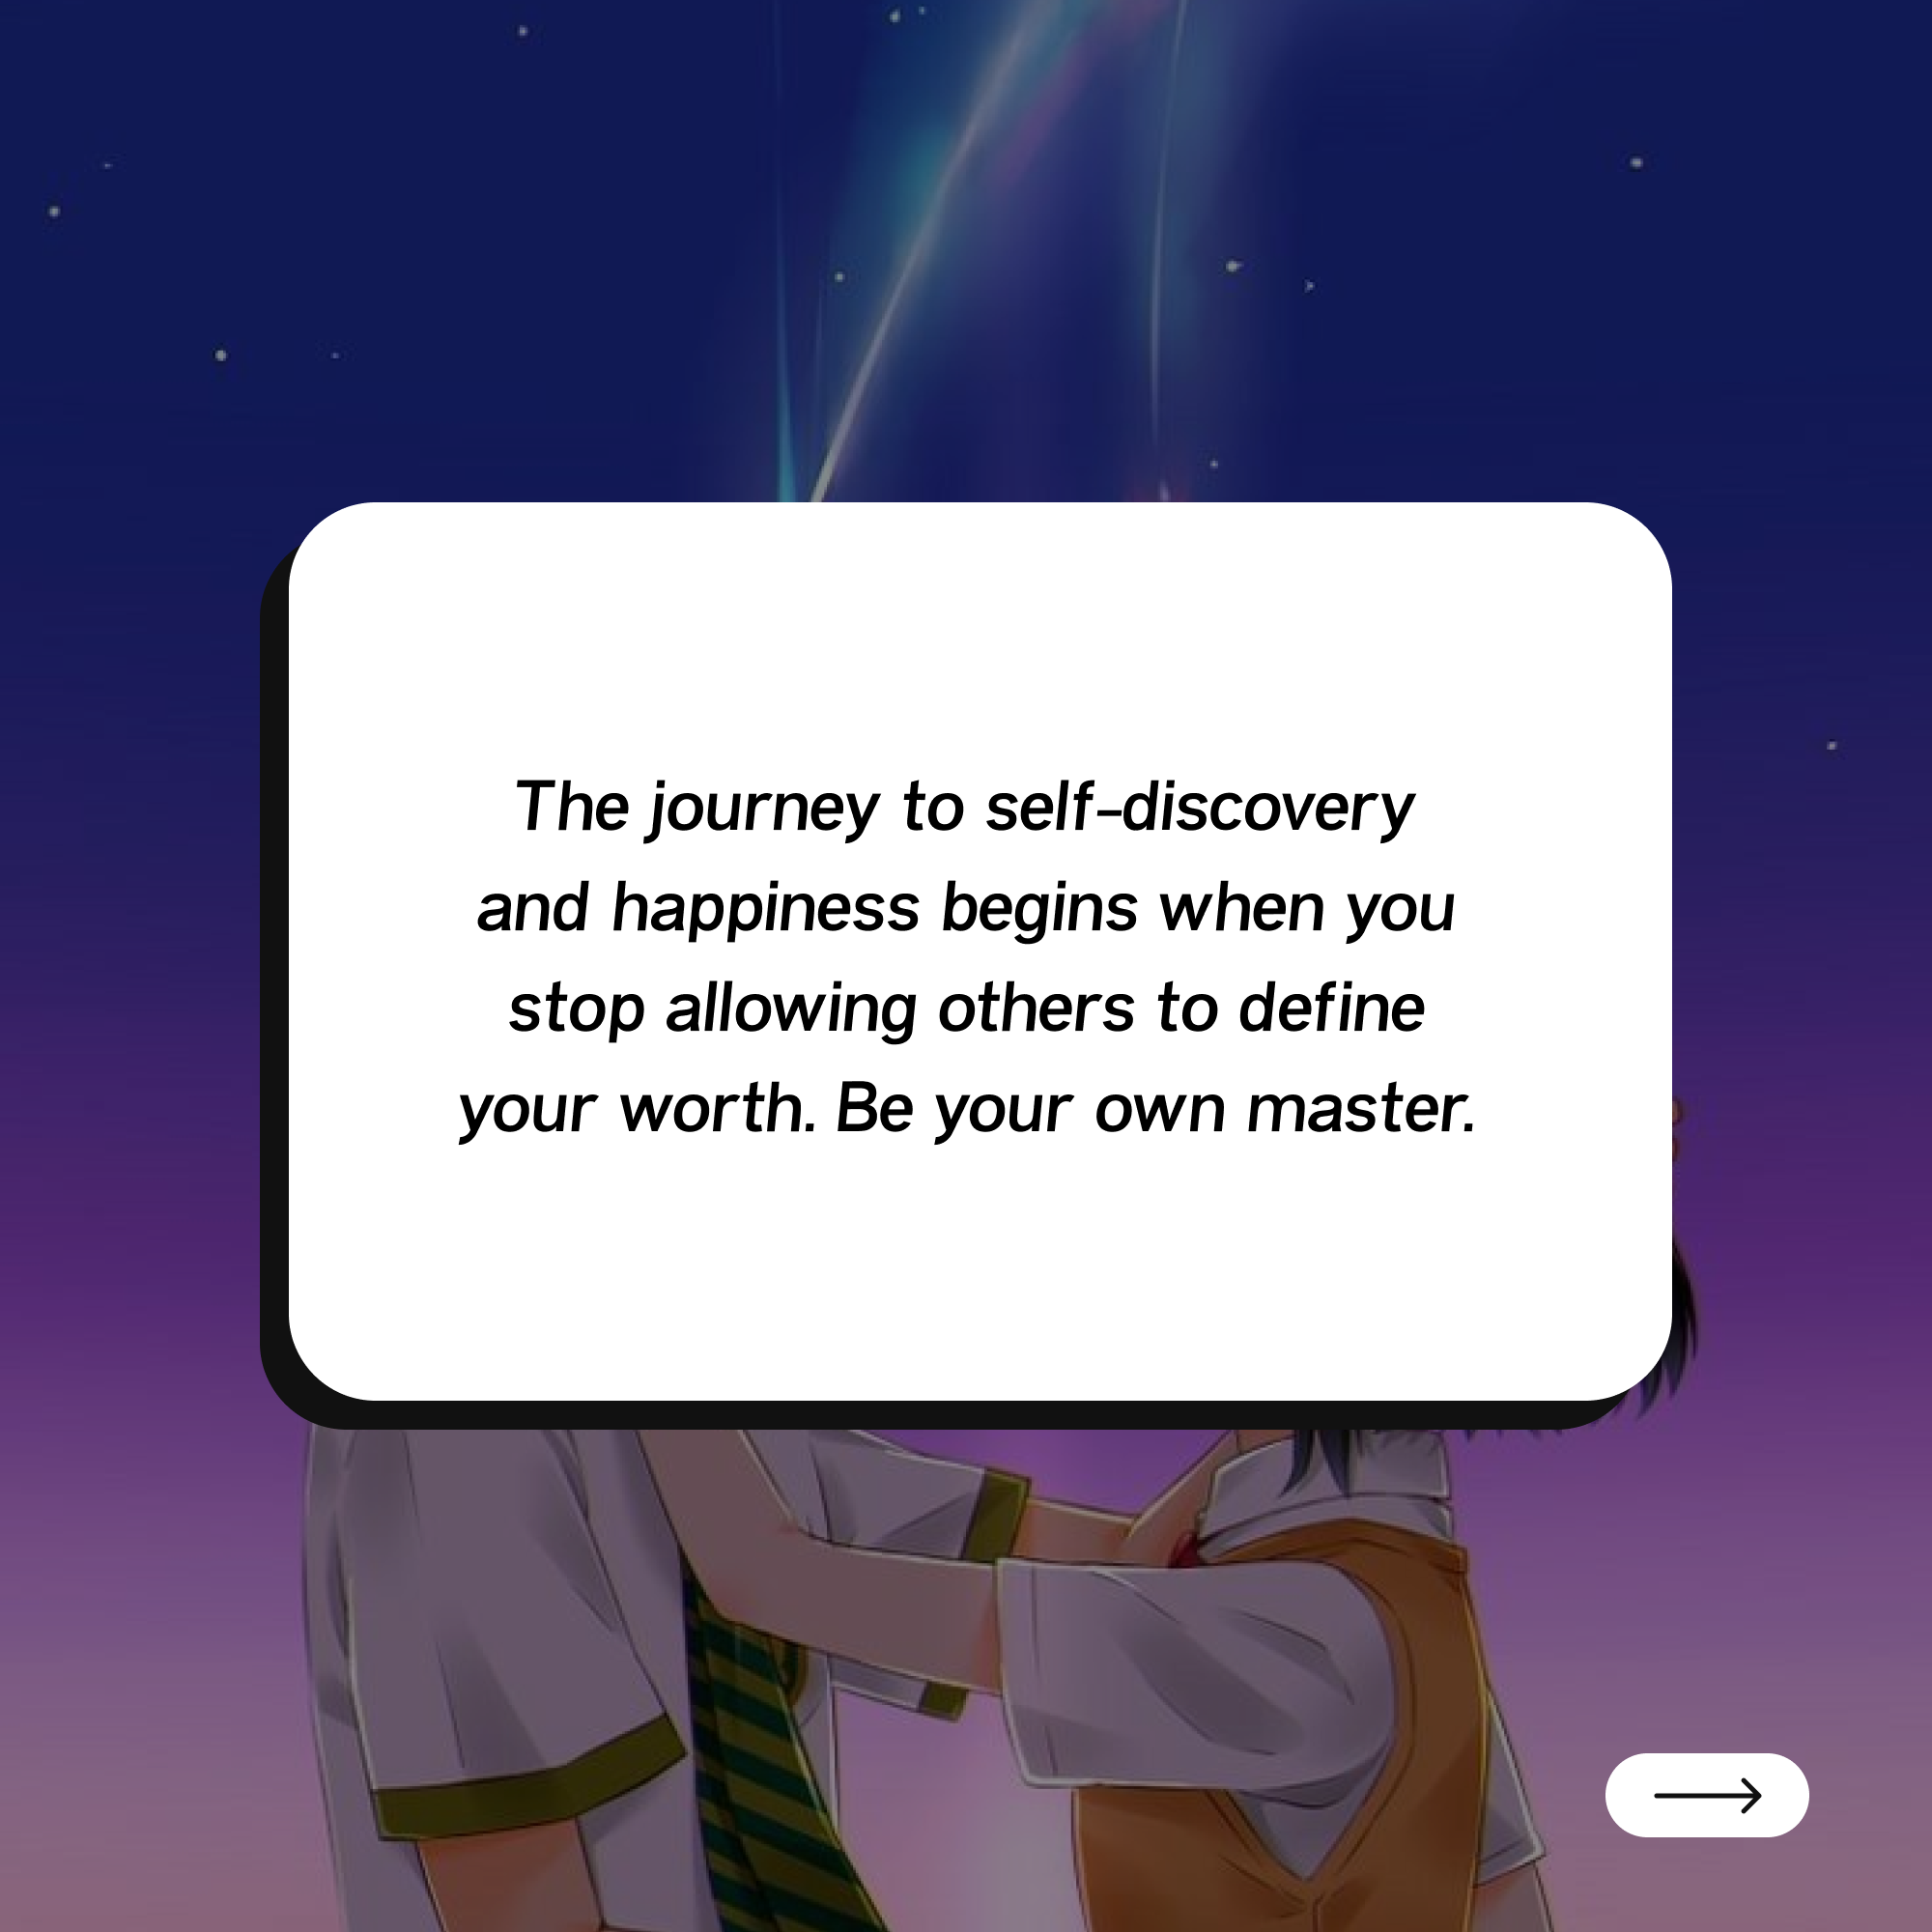 The journey to self-discovery
and happiness begins when you
stop allowing others to define
your worth. Be your own master.